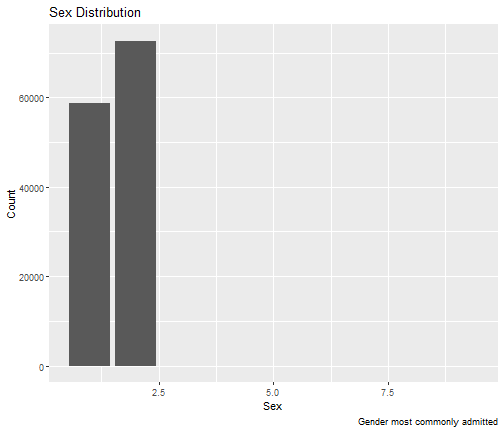 Sex Distribution
Count
60000
40000
20000
0
2.5
5.0
7.5
Sex
Gender most commonly admitted